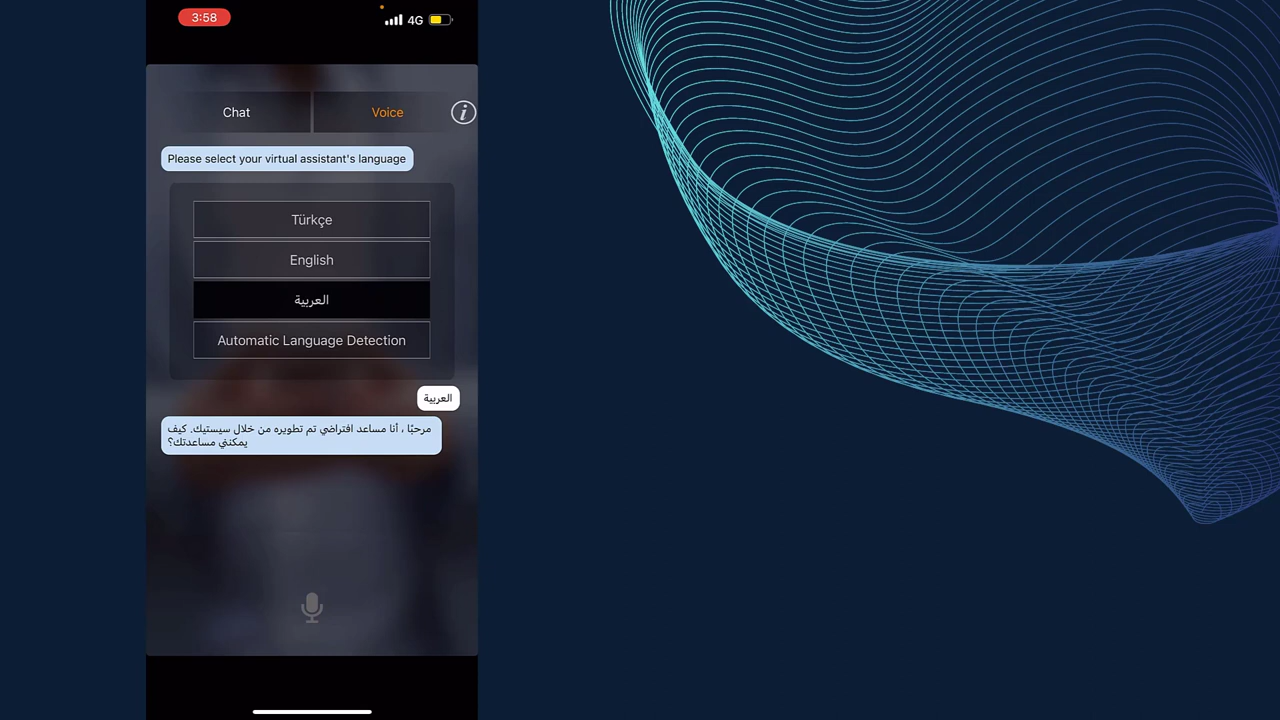 3:58
4G
Chat
Voice
i
Please select your virtual assistant's language
Türkçe
English
العربية
Automatic Language Detection
العربية
مرحبًا ، أنا مساعد افتراضي تم تطويره من خلال سيستيك. كيف
يمكنني مساعدتك؟